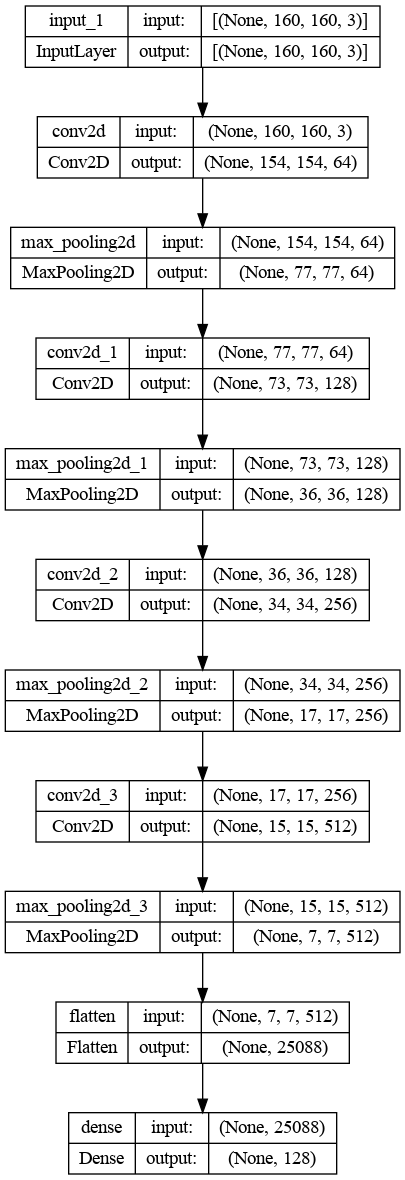 input_1 input: [(None, 160, 160, 3)]
InputLayer output: [(None, 160, 160, 3)]
conv2d input: (None, 160, 160, 3)
Conv2D output: (None, 154, 154, 64)
max_pooling2d input: (None, 154, 154, 64)
MaxPooling2D output: (None, 77, 77, 64)
conv2d_1 input: (None, 77, 77, 64)
Conv2D output: (None, 73, 73, 128)
max_pooling2d_1 input: (None, 73, 73, 128)
MaxPooling2D output: (None, 36, 36, 128)
conv2d_2 input: (None, 36, 36, 128)
Conv2D output: (None, 34, 34, 256)
max_pooling2d_2 input: (None, 34, 34, 256)
MaxPooling2D output: (None, 17, 17, 256)
conv2d_3 input: (None, 17, 17, 256)
Conv2D output: (None, 15, 15, 512)
max_pooling2d_3 input: (None, 15, 15, 512)
MaxPooling2D output: (None, 7, 7, 512)
flatten input: (None, 7, 7, 512)
Flatten output: (None, 25088)
dense input: (None, 25088)
Dense output: (None, 128)